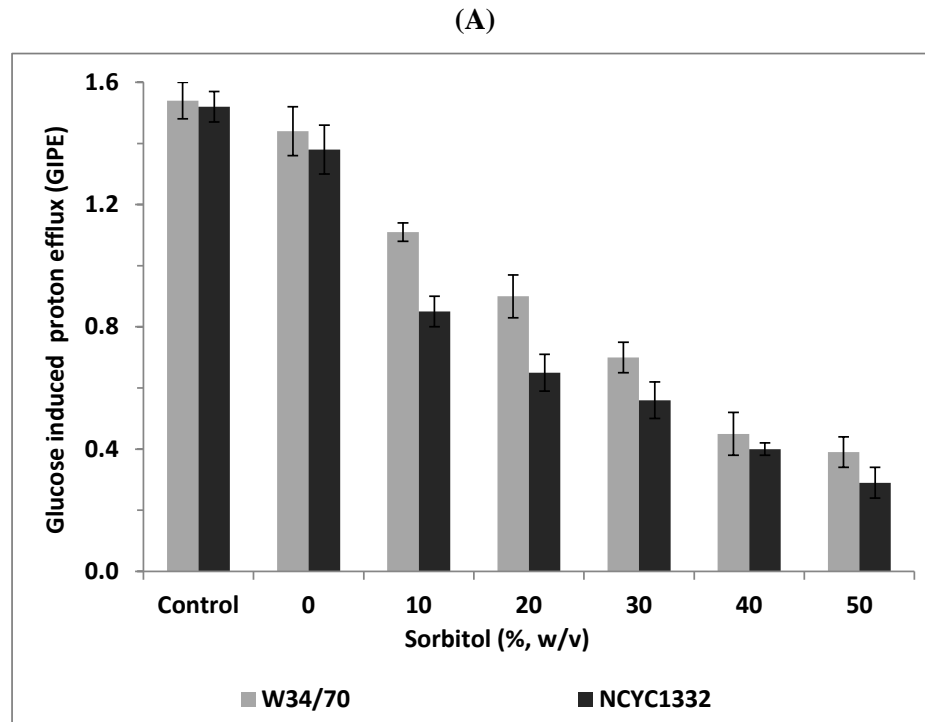 (A)
Glucose induced proton efflux (GIPE)
1.6
1.2
0.8
0.4
0.0
Control 0 10 20 30 40 50
Sorbitol (%, w/v)
W34/70 NCYC1332